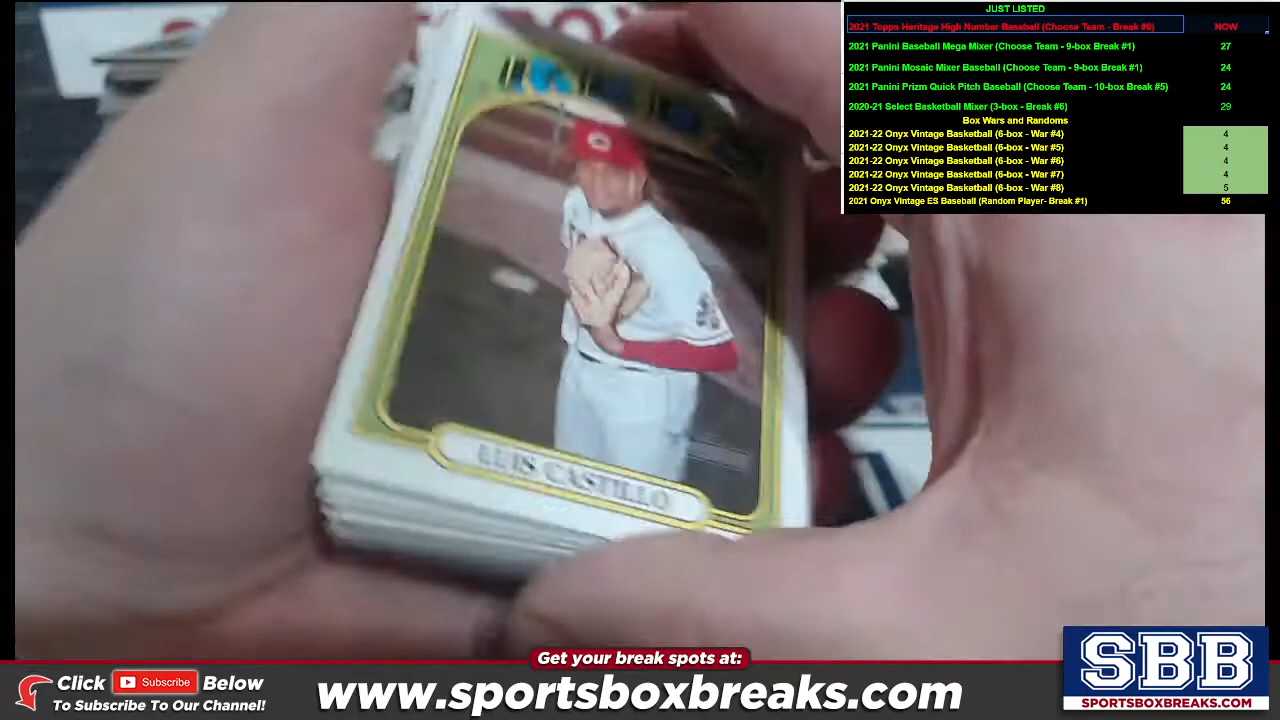 JUST LISTED
2021 Topps Heritage High Number Baseball (Choose Team - Break #6) NOW
2021 Panini Baseball Mega Mixer (Choose Team - 9-box Break #1) 27
2021 Panini Mosaic Mixer Baseball (Choose Team - 9-box Break #1) 24
2021 Panini Prizm Quick Pitch Baseball (Choose Team - 10-box Break #5) 24
2020-21 Select Basketball Mixer (3-box - Break #6) 29
Box Wars and Randoms
2021-22 Onyx Vintage Basketball (6-box - War #4) 4
2021-22 Onyx Vintage Basketball (6-box - War #5) 4
2021-22 Onyx Vintage Basketball (6-box - War #6) 4
2021-22 Onyx Vintage Basketball (6-box - War #7) 4
2021-22 Onyx Vintage Basketball (6-box - War #8) 5
2021 Onyx Vintage ES Baseball (Random Player- Break #1) 56
LUIS CASTILLO
Get your break spots at:
Click Subscribe Below
To Subscribe To Our Channel!
www.sportsboxbreaks.com
SBB
SPORTSBOXBREAKS.COM